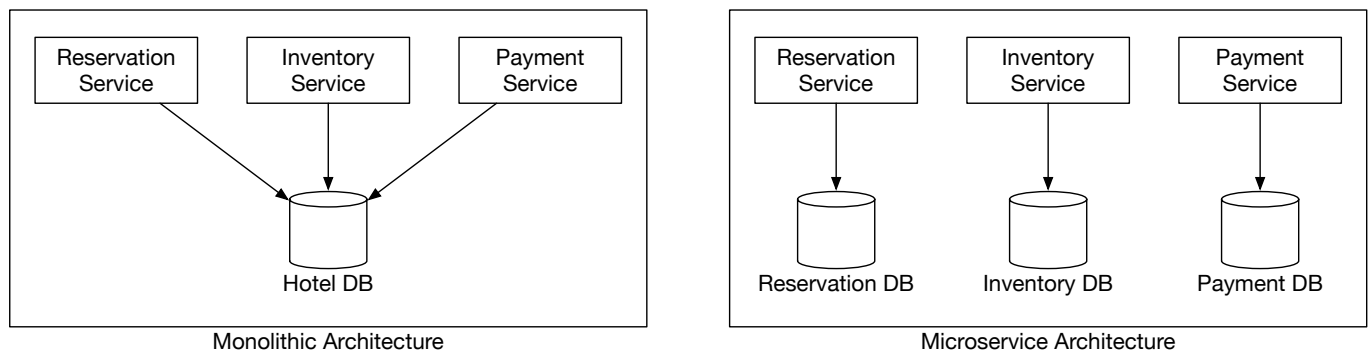 Reservation
Service
Inventory
Service
Payment
Service
Hotel DB
Monolithic Architecture
Reservation
Service
Inventory
Service
Payment
Service
Reservation DB
Inventory DB
Payment DB
Microservice Architecture